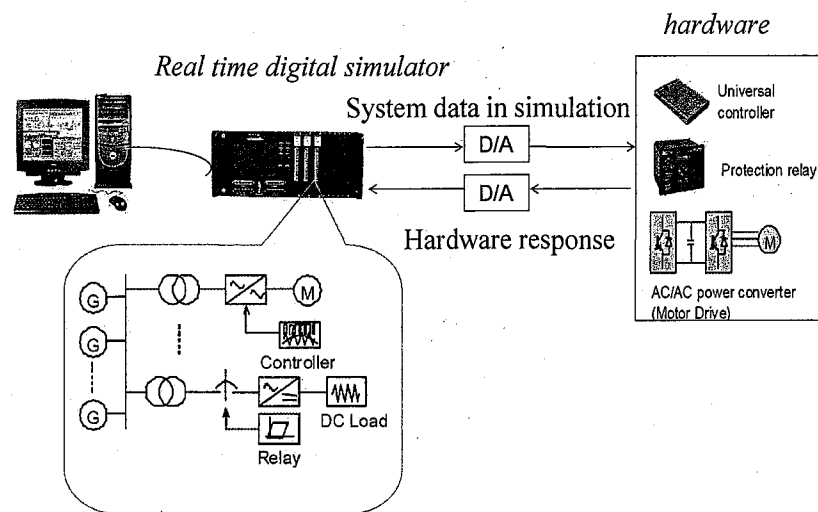 hardware
Real time digital simulator
System data in simulation
D/A
D/A
Hardware response
Universal
controller
Protection relay
M
AC/AC power converter
(Motor Drive)
G
M
G
Controller
G
DC Load
Relay